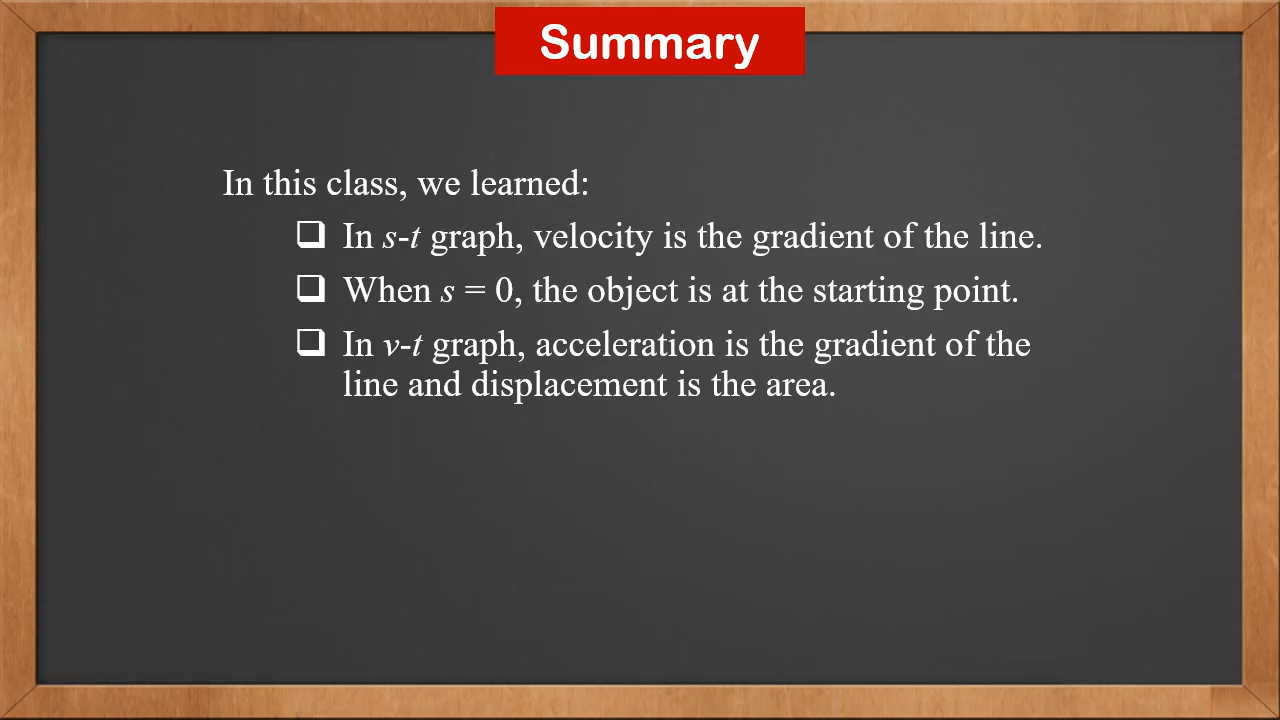 Summary
In this class, we learned:
❑ In s-t graph, velocity is the gradient of the line.
❑ When s = 0, the object is at the starting point.
❑ In v-t graph, acceleration is the gradient of the
line and displacement is the area.